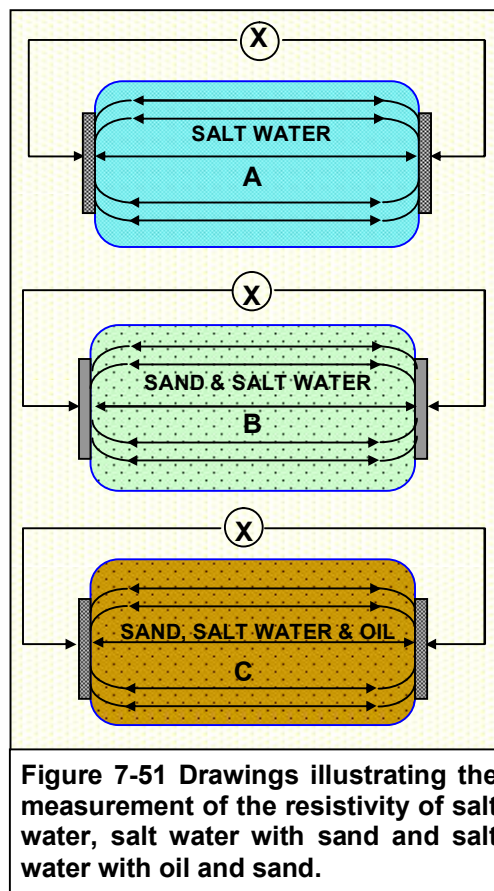 X
SALT WATER
A
X
SAND & SALT WATER
B
X
SAND, SALT WATER & OIL
C
Figure 7-51 Drawings illustrating the
measurement of the resistivity of salt
water, salt water with sand and salt
water with oil and sand.